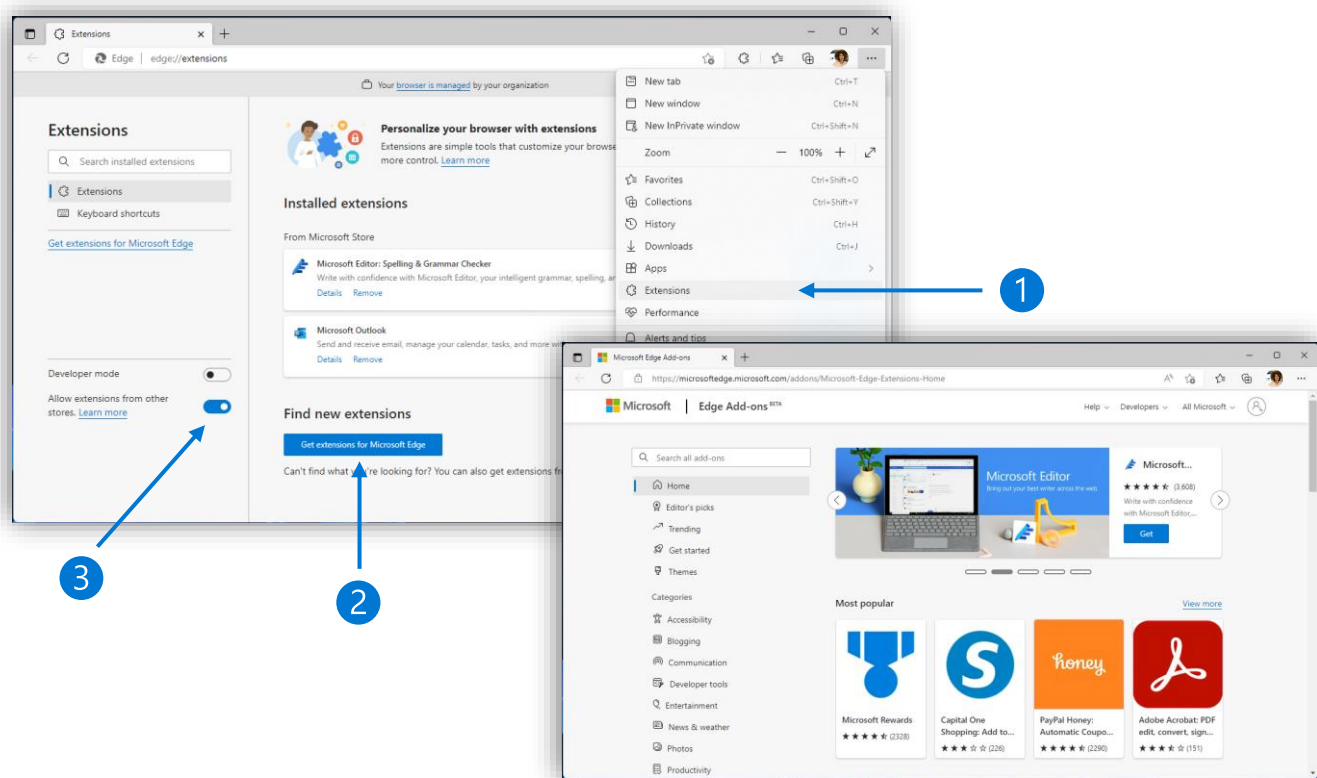 Extensions
Edge | edge://extensions
Your browser is managed by your organization
Extensions
Search installed extensions
Extensions
Keyboard shortcuts
Get extensions for Microsoft Edge
Developer mode
Allow extensions from other
stores. Learn more
Personalize your browser with extensions
Extensions are simple tools that customize your browse
more control. Learn more
Installed extensions
From Microsoft Store
Microsoft Editor: Spelling & Grammar Checker
Write with confidence with Microsoft Editor, your intelligent grammar, spelling, an
Details Remove
Microsoft Outlook
Send and receive email, manage your calendar, tasks, and more wi
Details Remove
Find new extensions
Get extensions for Microsoft Edge
Can't find what you're looking for? You can also get extensions fr
New tab Ctrl+T
New window Ctrl+N
New InPrivate window Ctrl+Shift+N
Zoom — 100% +
Favorites Ctrl+Shift+O
Collections Ctrl+Shift+Y
History Ctrl+H
Downloads Ctrl+J
Apps
Extensions
Performance
Alerts and tips
1
2
3
Microsoft Edge Add-ons
https://microsoftedge.microsoft.com/addons/Microsoft-Edge-Extensions-Home
Microsoft | Edge Add-ons BETA
Help Developers All Microsoft
Search all add-ons
Home
Editor's picks
Trending
Get started
Themes
Categories
Accessibility
Blogging
Communication
Developer tools
Entertainment
News & weather
Photos
Productivity
Microsoft Editor
Bring out your best writer across the web
Microsoft...
(3,608)
Write with confidence
with Microsoft Editor,...
Get
Most popular
View more
S
honey
Microsoft Rewards
(2328)
Capital One
Shopping: Add to...
(226)
PayPal Honey:
Automatic Coupo...
(2290)
Adobe Acrobat: PDF
edit, convert, sign...
(151)